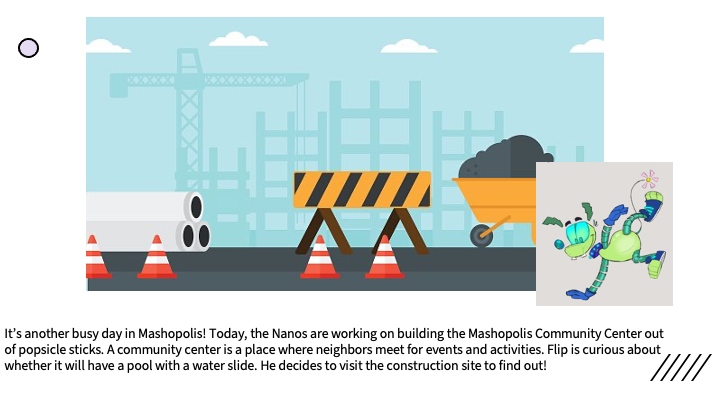 It's another busy day in Mashopolis! Today, the Nanos are working on building the Mashopolis Community Center out
of popsicle sticks. A community center is a place where neighbors meet for events and activities. Flip is curious about
whether it will have a pool with a water slide. He decides to visit the construction site to find out!